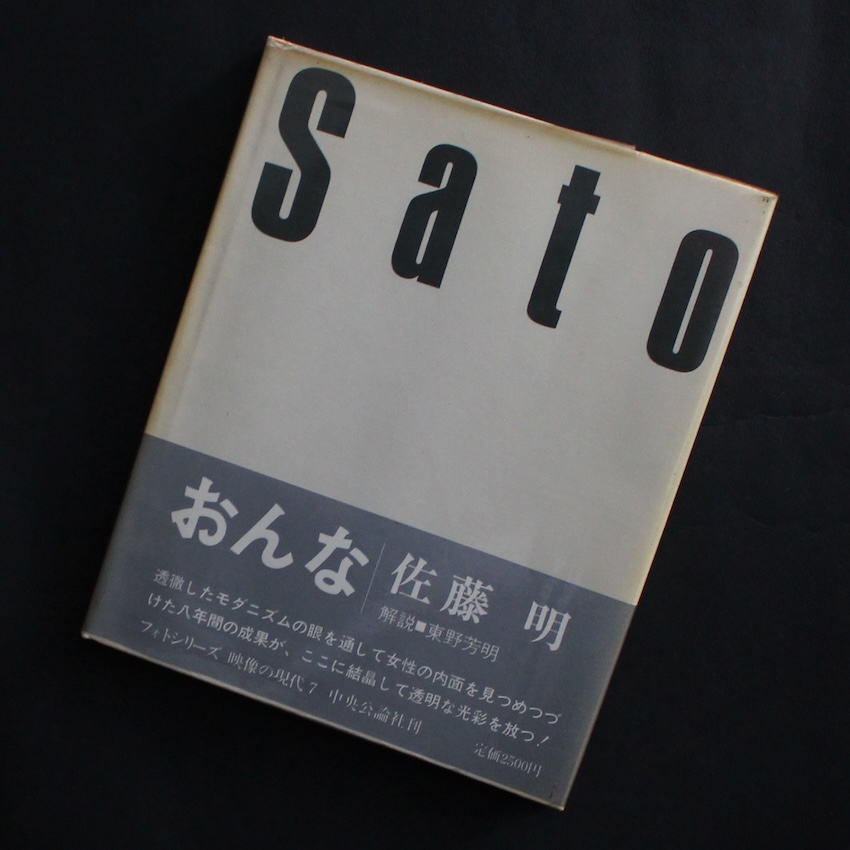 Sato
おんな
佐藤 明
解説■東野芳明
透徹したモダニズムの眼を通して女性の内面を見つめつづ
けた八年間の成果が、ここに結晶して透明な光彩を放つ!
フォトシリーズ 映像の現代7 中央公論社刊
定価2500円